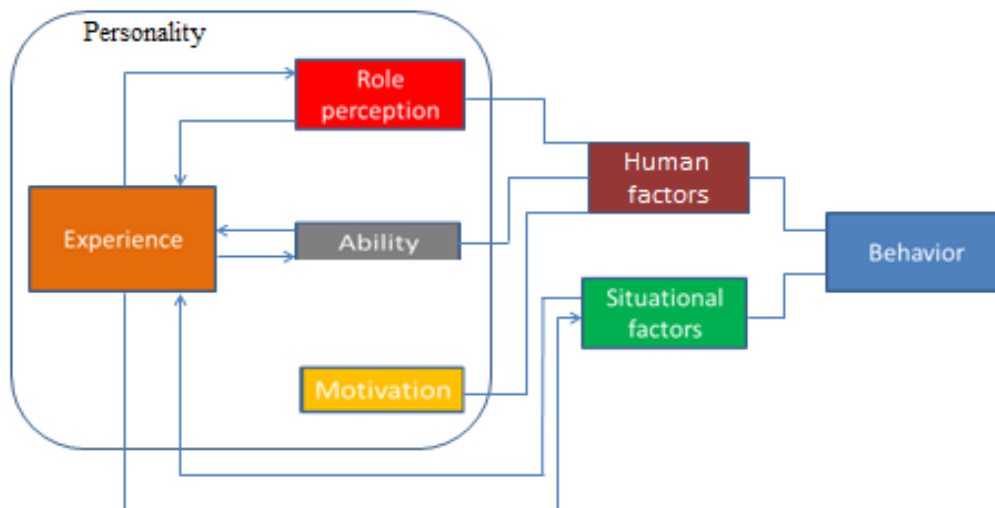 Personality
Role
perception
Human
factors
Experience
Ability
Behavior
Situational
factors
Motivation